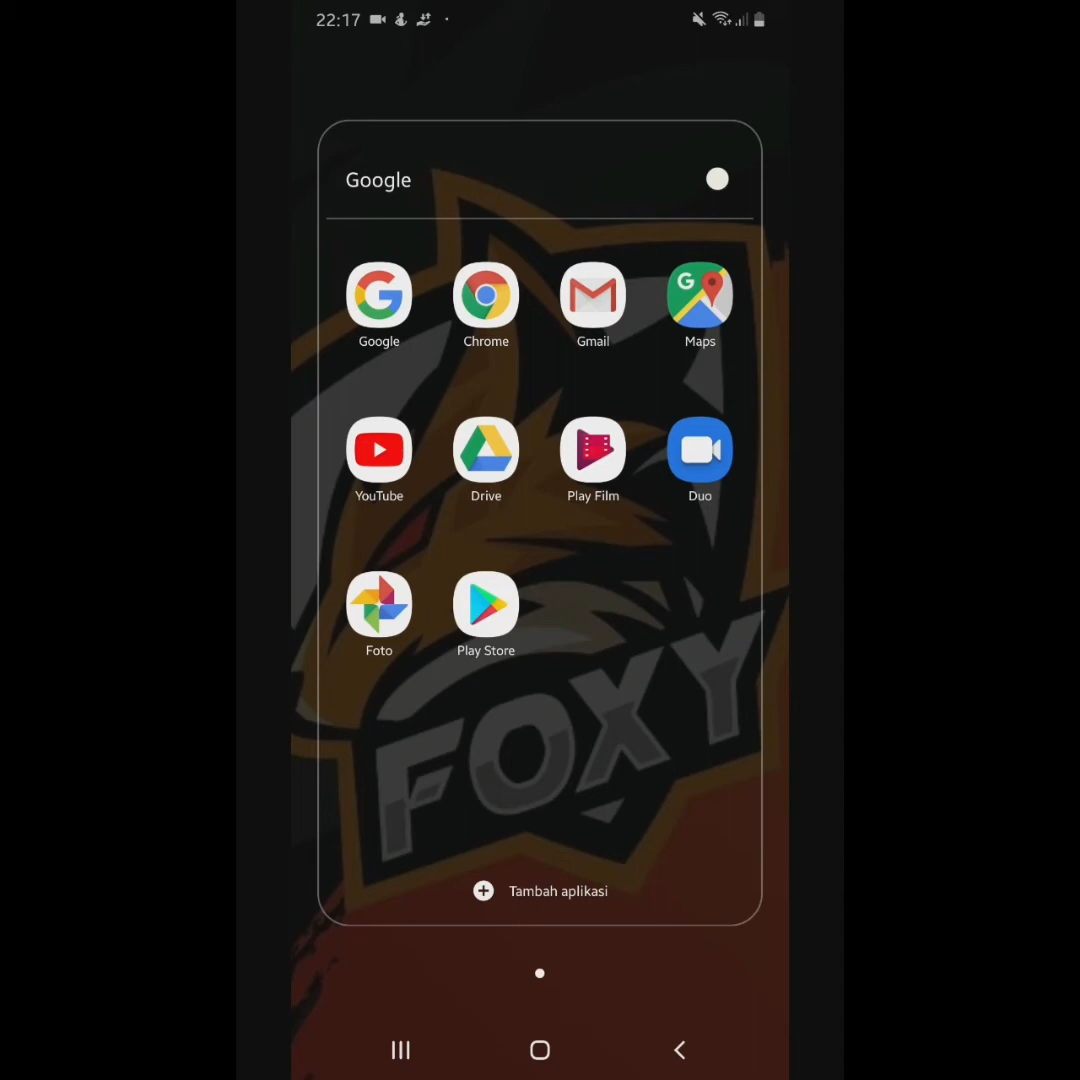 22:17
Google
Google Chrome Gmail Maps
YouTube Drive Play Film Duo
Foto Play Store
FOXY
Tambah aplikasi